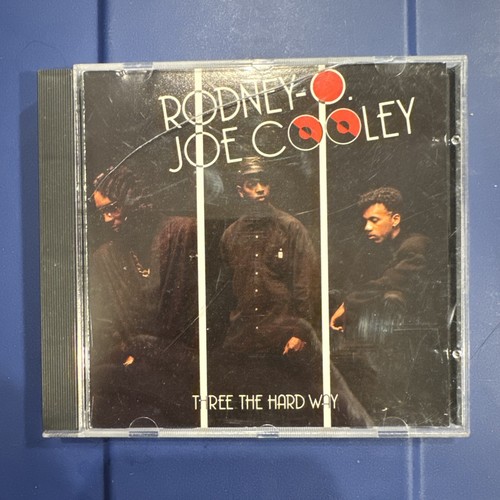 RODNEY-O.
JOE COOLEY
THREE THE HARD WAY